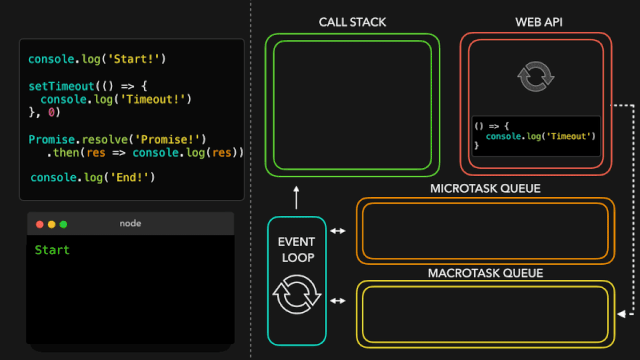 CALL STACK
WEB API
console.log('Start!')
setTimeout(() => {
console.log('Timeout!')
}, 0)
Promise.resolve('Promise!')
.then(res => console.log(res))
console.log('End!')
() => {
console.log('Timeout')
}
MICROTASK QUEUE
node
Start
EVENT
LOOP
MACROTASK QUEUE